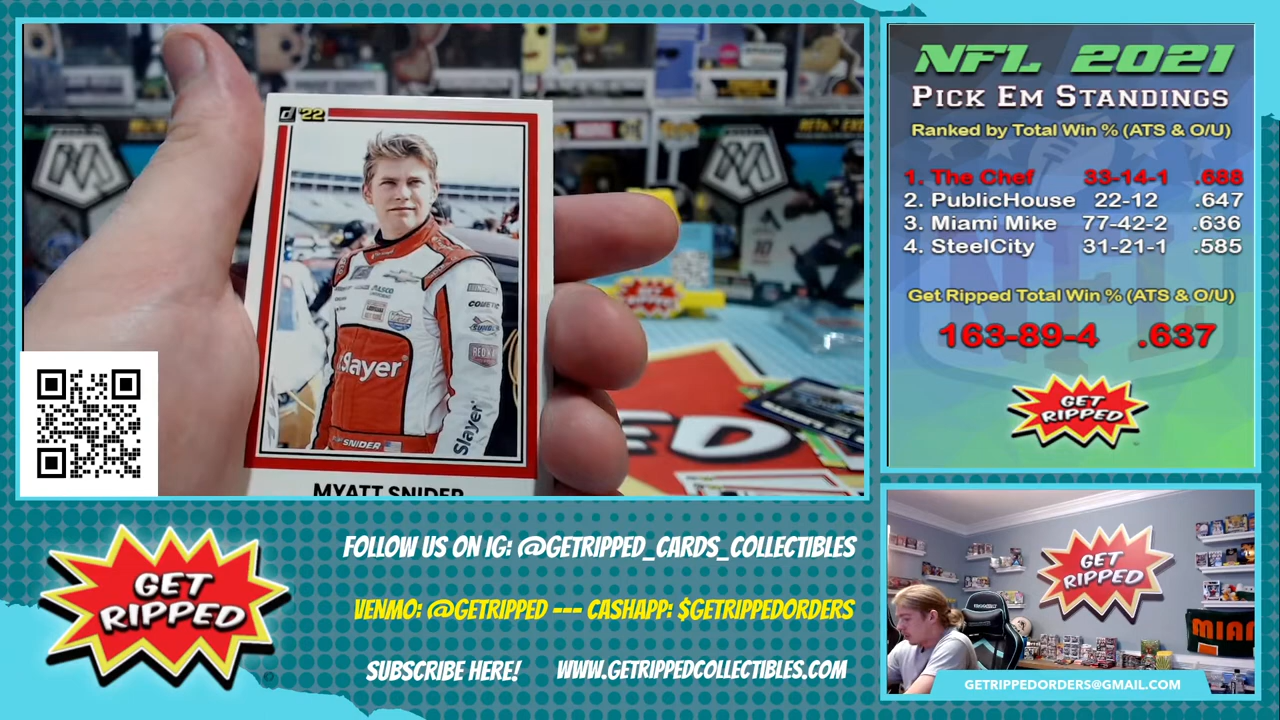 '22
Slayer
SNIDER
Slayer
MYATT SNIDER
RIPPED
NFL 2021
PICK EM STANDINGS
Ranked by Total Win % (ATS & O/U)
1. The Chef 33-14-1 .688
2. PublicHouse 22-12 .647
3. Miami Mike 77-42-2 .636
4. SteelCity 31-21-1 .585
Get Ripped Total Win % (ATS & O/U)
163-89-4 .637
GET
RIPPED
GET
RIPPED
FOLLOW US ON IG: @GETRIPPED_CARDS_COLLECTIBLES
VENMO: @GETRIPPED --- CASHAPP: $GETRIPPEDORDERS
SUBSCRIBE HERE! WWW.GETRIPPEDCOLLECTIBLES.COM
GET
RIPPED
MIAM
GETRIPPEDORDERS@GMAIL.COM